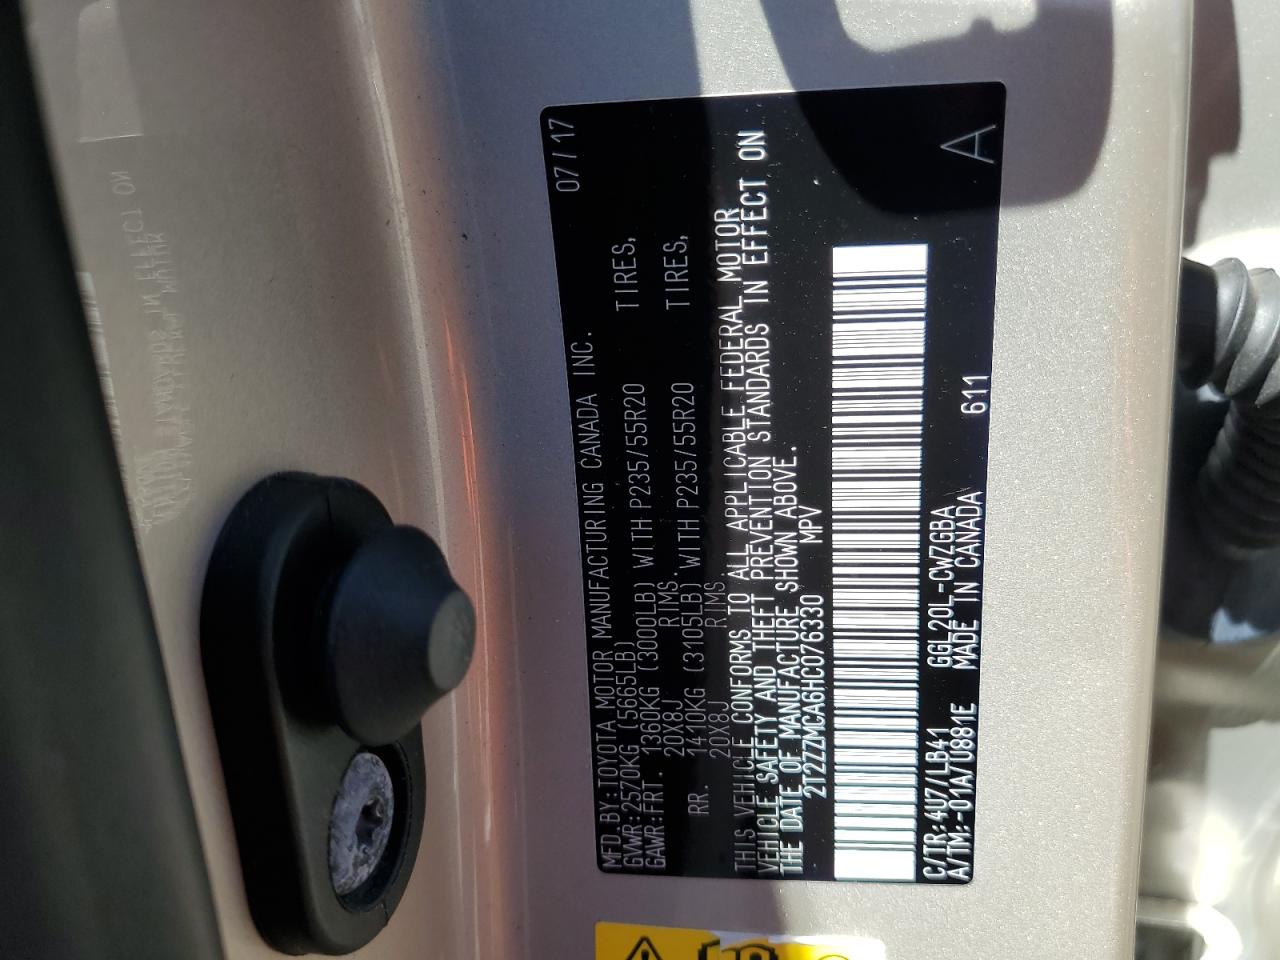 MFD.BY:TOYOTA MOTOR MANUFACTURING CANADA INC. 07/17
GVWR:2570KG(5665LB)
GAWR:FRT. 1360KG(3000LB) WITH P235/55R20 TIRES,
20X8J RIMS.
RR. 1410KG(3105LB) WITH P235/55R20 TIRES,
20X8J RIMS.
THIS VEHICLE CONFORMS TO ALL APPLICABLE FEDERAL MOTOR
VEHICLE SAFETY AND THEFT PREVENTION STANDARDS IN EFFECT ON
THE DATE OF MANUFACTURE SHOWN ABOVE.
2T2ZZMCA6HC076330 MPV
C/TR:4U7/LB41 GGL20L-CWZGBA 611 A
A/TM:-01A/U881E MADE IN CANADA